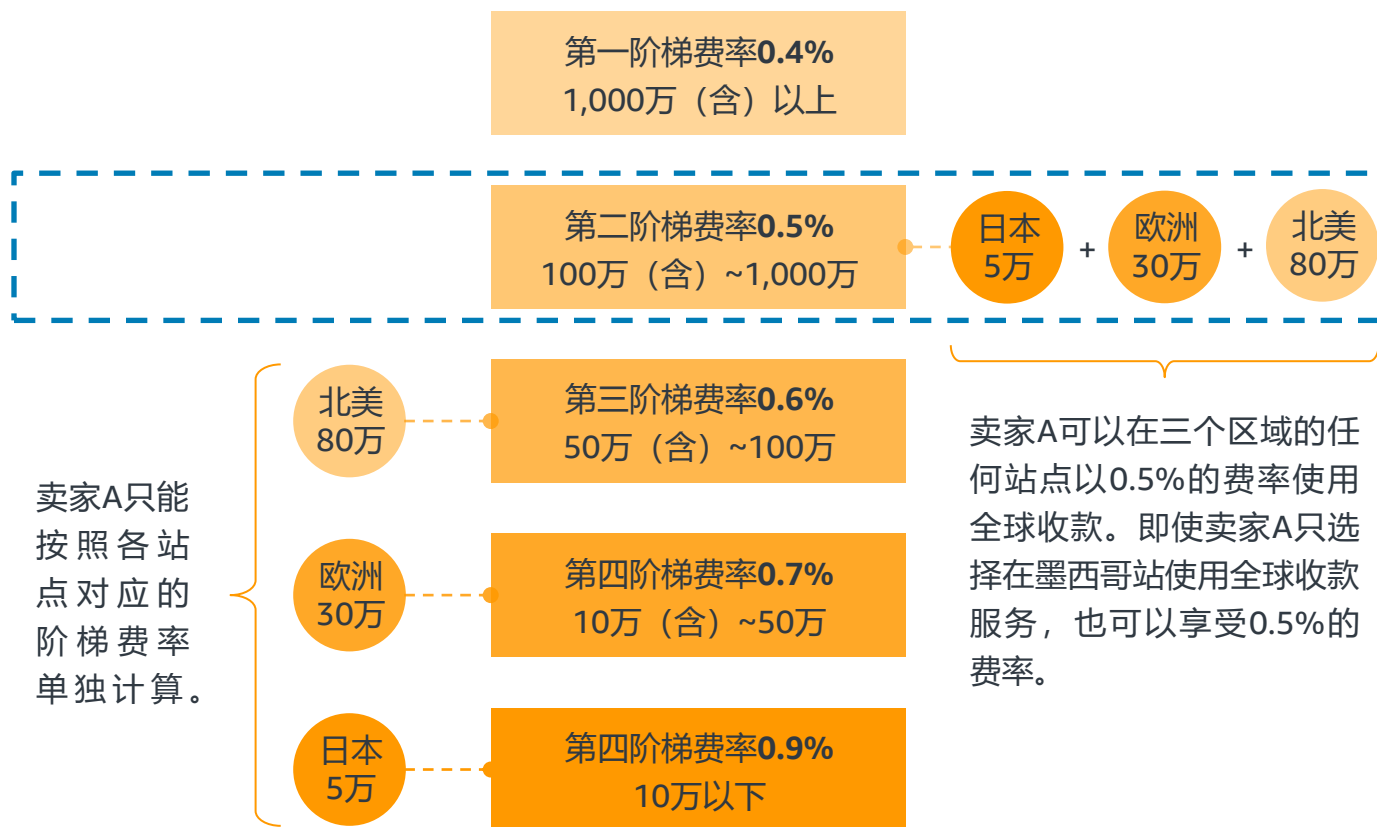 第一阶梯费率0.4%
1,000万（含）以上
第二阶梯费率0.5%
100万（含）~1,000万
日本
5万
+
欧洲
30万
+
北美
80万
北美
80万
第三阶梯费率0.6%
50万（含）~100万
欧洲
30万
第四阶梯费率0.7%
10万（含）~50万
日本
5万
第四阶梯费率0.9%
10万以下
卖家A只能
按照各站
点对应的
阶梯费率
单独计算。
卖家A可以在三个区域的任
何站点以0.5%的费率使用
全球收款。即使卖家A只选
择在墨西哥站使用全球收款
服务，也可以享受0.5%的
费率。